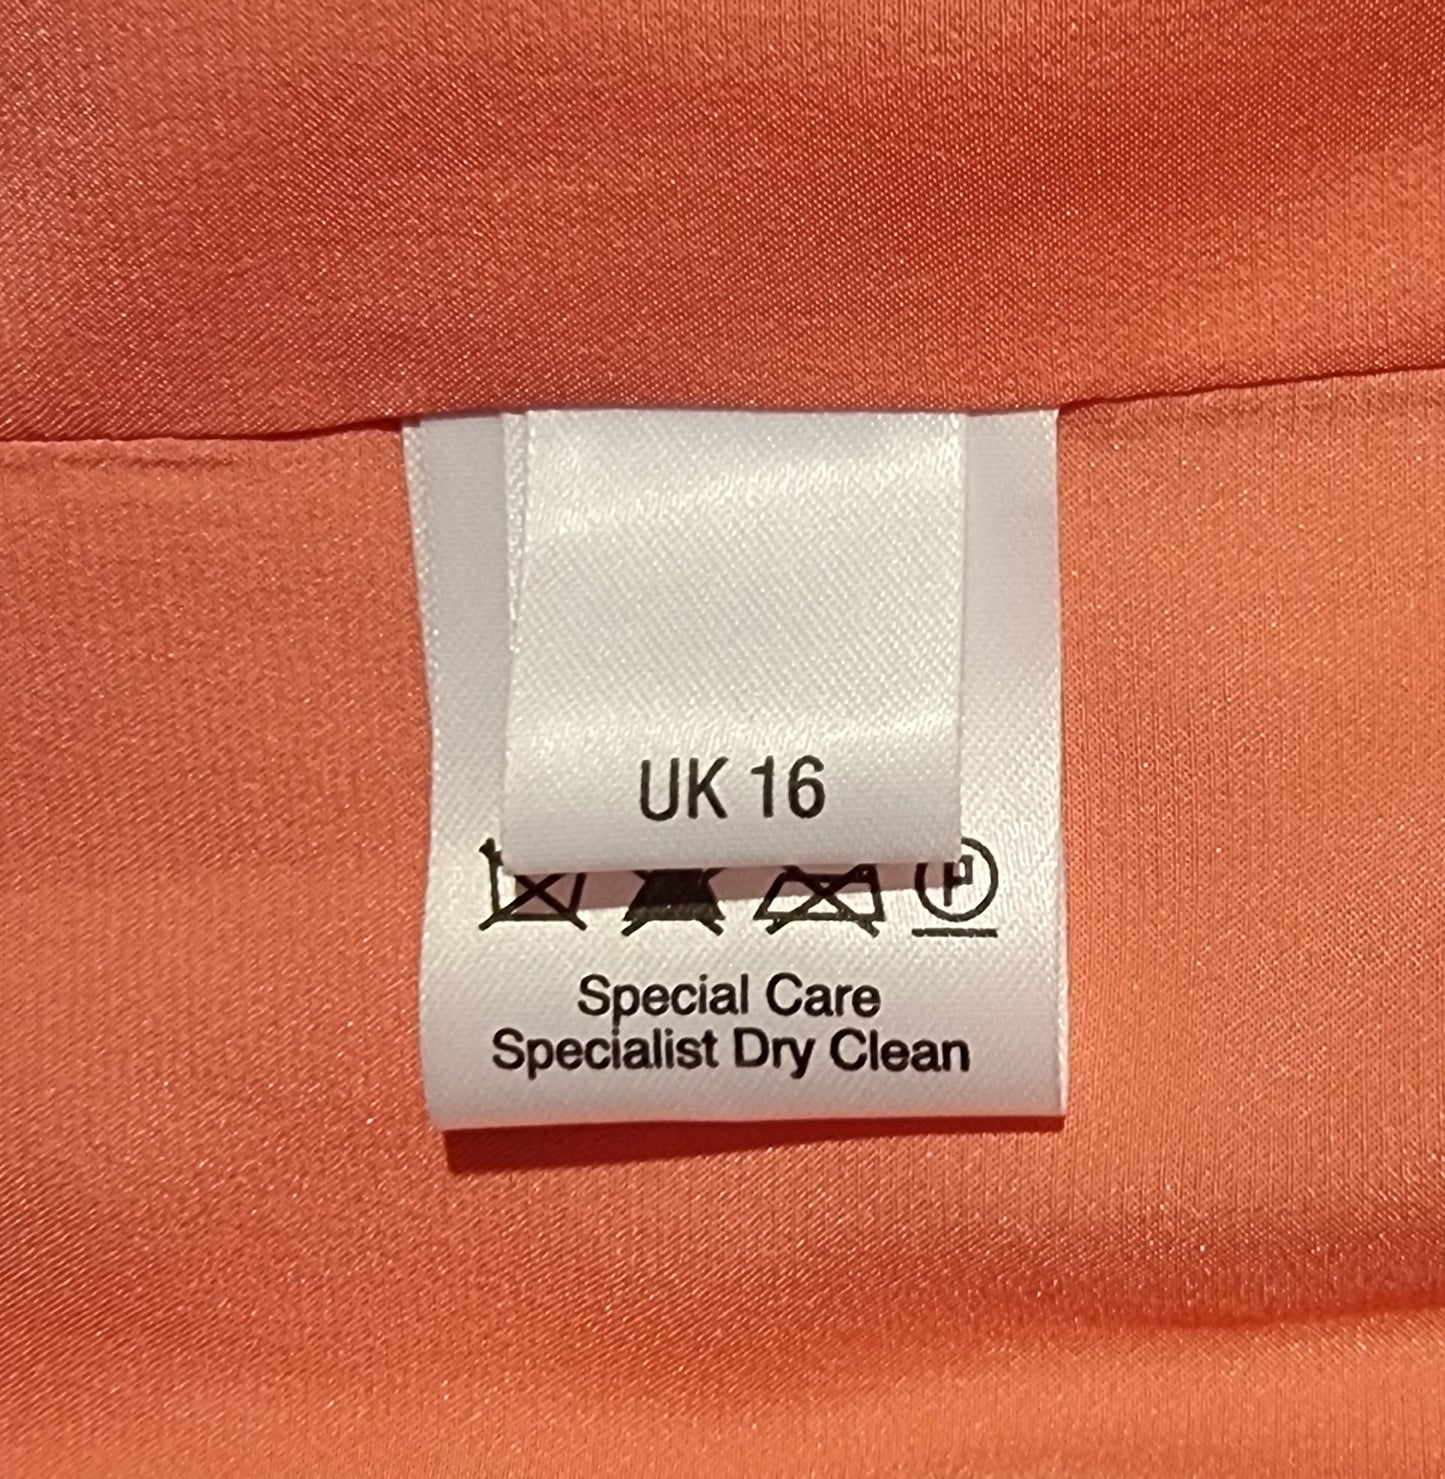 UK 16
Special Care
Specialist Dry Clean